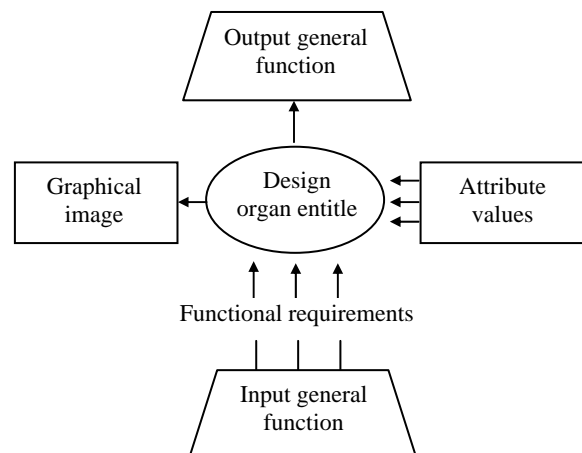 Output general
function
Graphical
image
Design
organ entitle
Attribute
values
Functional requirements
Input general
function